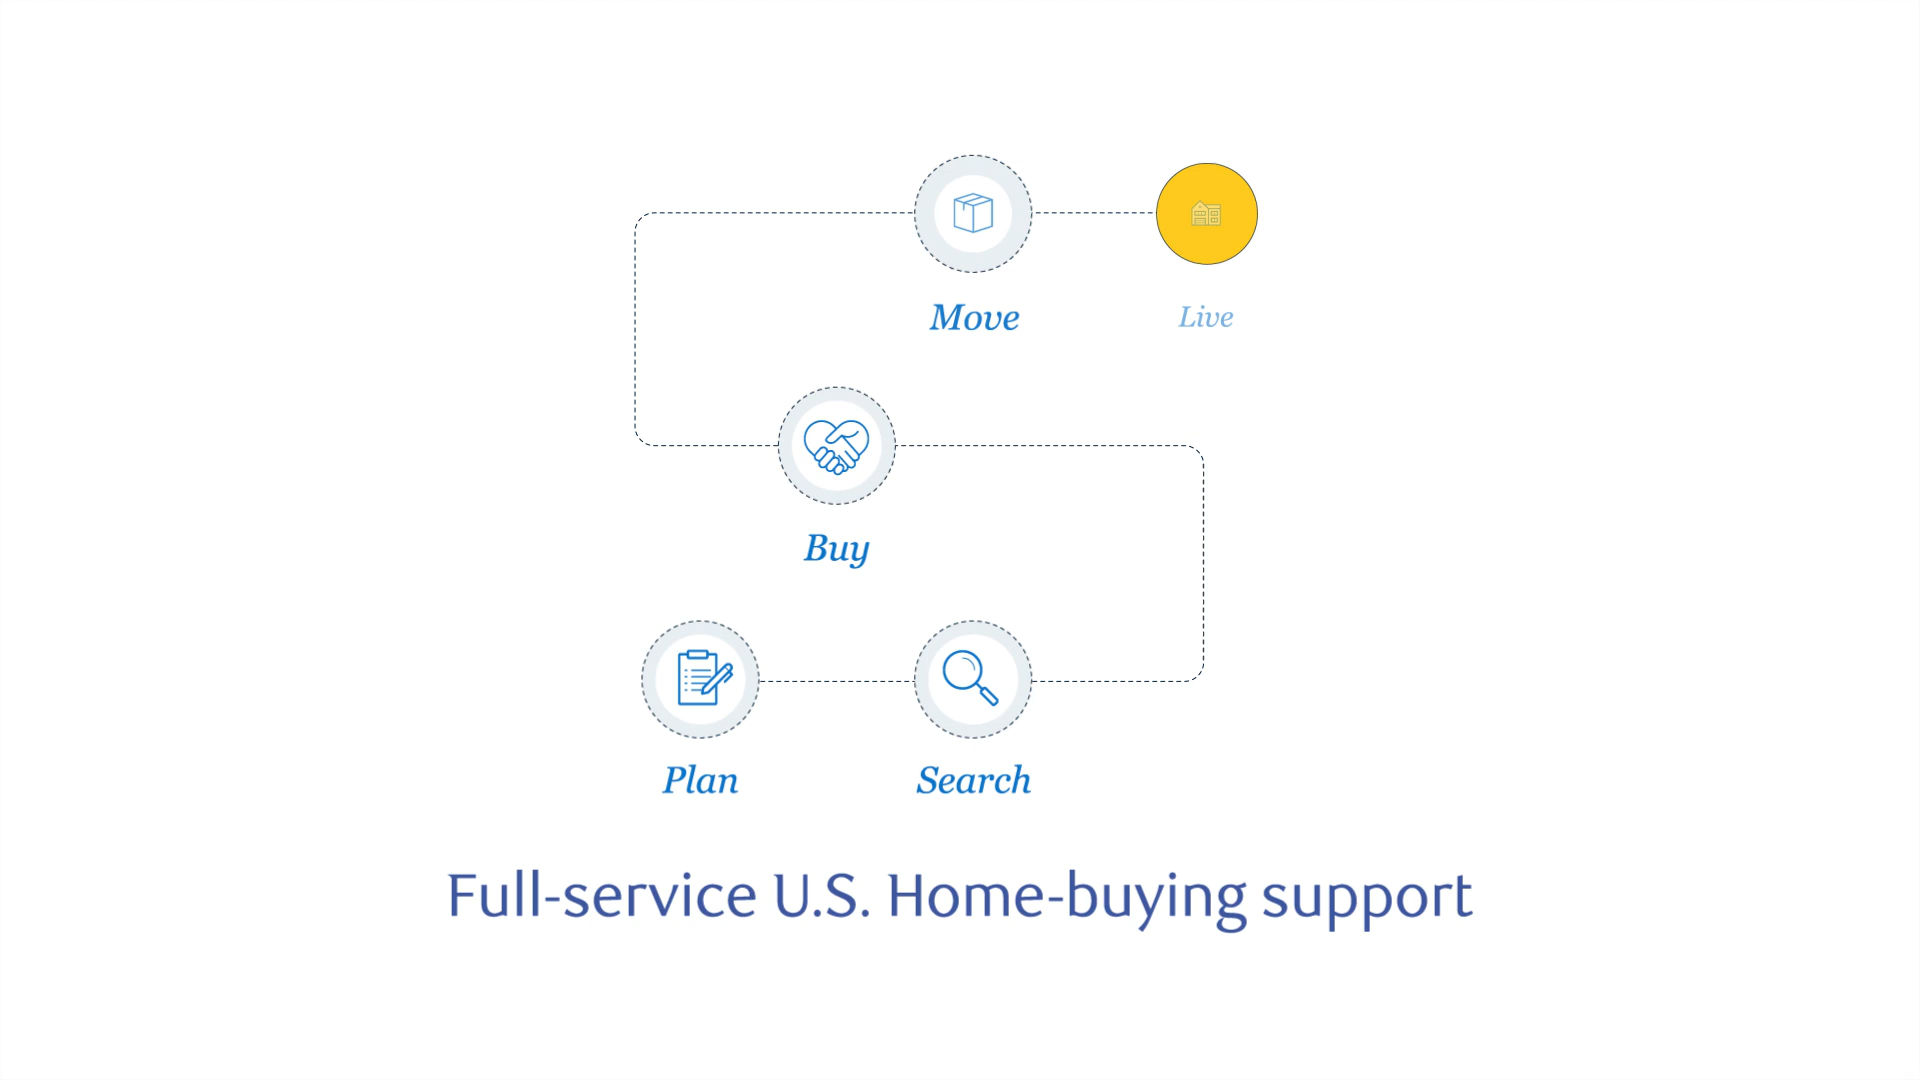 Move
Live
Buy
Plan
Search
Full-service U.S. Home-buying support